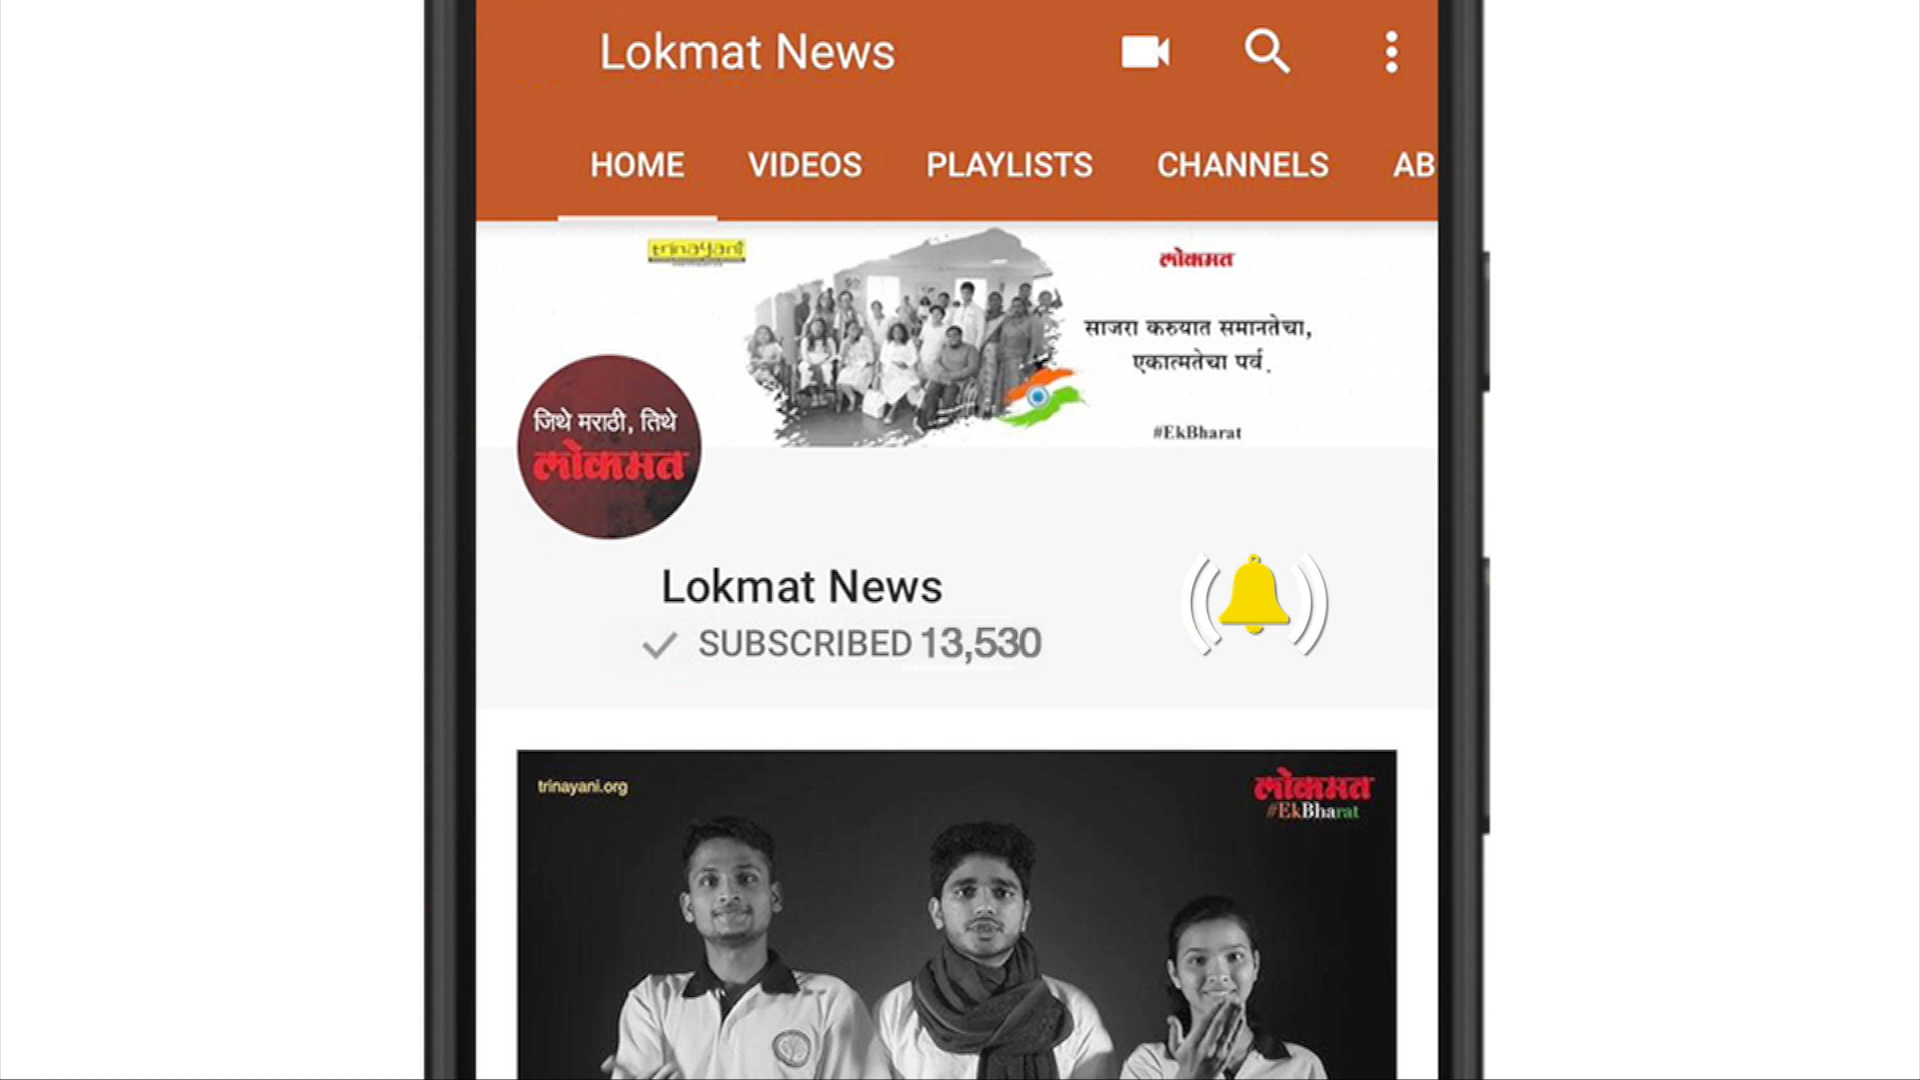 Lokmat News
HOME VIDEOS PLAYLISTS CHANNELS AB
trinayani
लोकमत
साजरा करुयात समानतेचा,
एकात्मतेचा पर्व.
#EkBharat
जिथे मराठी, तिथे
लोकमत
Lokmat News
SUBSCRIBED 13,530
trinayani.org
लोकमत
#EkBharat